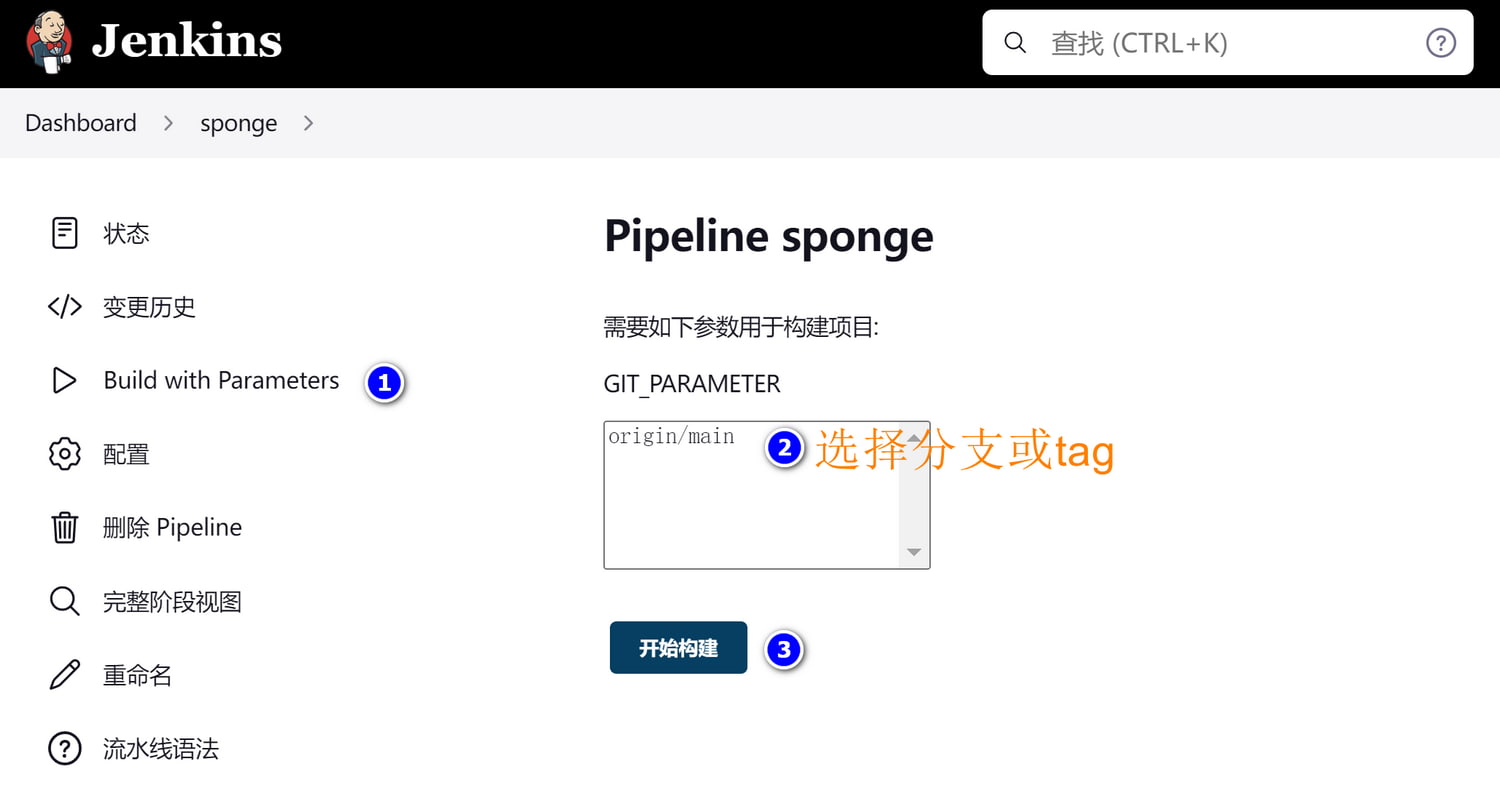 Jenkins
查找 (CTRL+K)
Dashboard
sponge
状态
变更历史
Build with Parameters
1
配置
删除 Pipeline
完整阶段视图
重命名
流水线语法
Pipeline sponge
需要如下参数用于构建项目:
GIT_PARAMETER
origin/main
2 选择分支或tag
开始构建
3